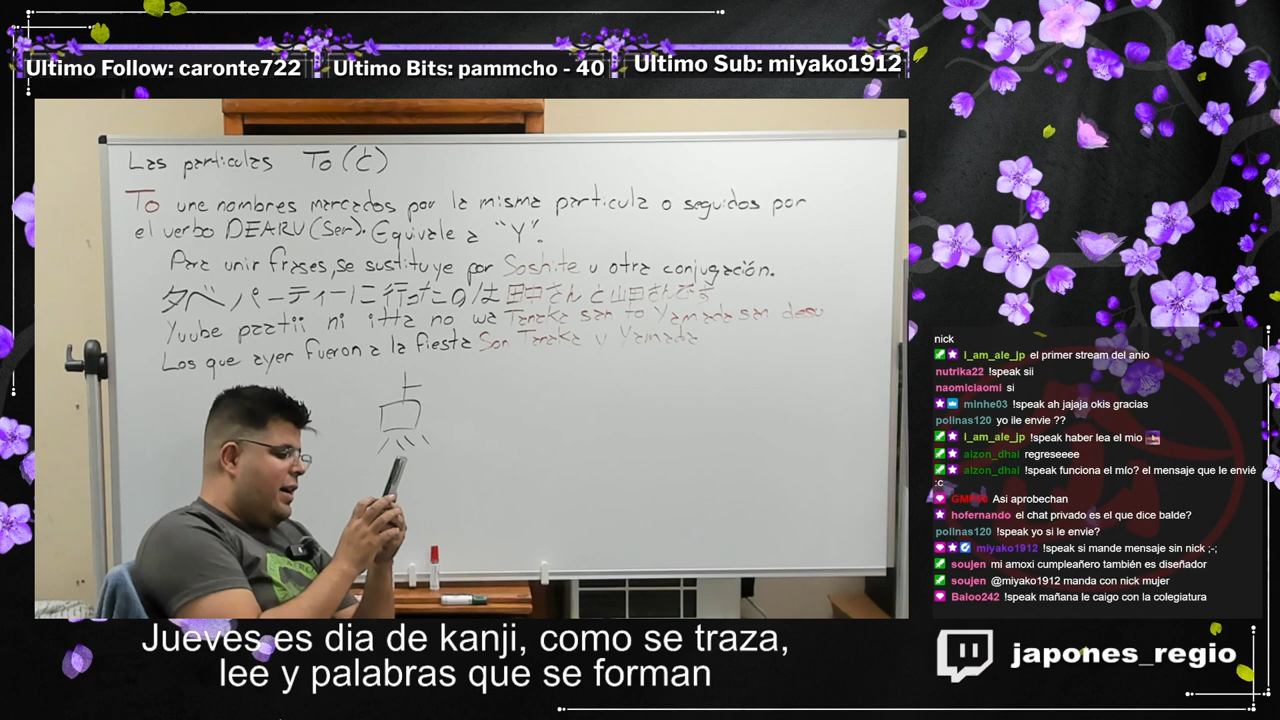 Ultimo Follow: caronte722
Ultimo Bits: pammcho - 40
Ultimo Sub: miyako1912
Las particulas To (と)
To une nombres marcados por la misma particula o seguidos por
el verbo DEARU (Ser). Equivale a "Y".
Para unir frases, se sustituye por Soshite u otra conjugación.
夕べ パーティーに行ったのは田中さんと山田さんです
Yuube paatii ni itta no wa Tanaka san to Yamada san desu
Los que ayer fueron a la fiesta Son Tanaka y Yamada
nick
i_am_ale_jp el primer stream del anio
nutrika22 !speak sii
naomiciaomi si
minhe03 !speak ah jajaja okis gracias
polinas120 yo ile envie ??
i_am_ale_jp !speak haber lea el mio
aizon_dhal regreseeee
aizon_dhal !speak funciona el mío? el mensaje que le envié
:c
Asi aprobechan
hofernando el chat privado es el que dice balde?
polinas120 !speak yo si le envie?
miyako1912 !speak si mande mensaje sin nick ;-;
soujen mi amoxi cumpleañero también es diseñador
soujen @miyako1912 manda con nick mujer
Baloo242 !speak mañana le caigo con la colegiatura
Jueves es dia de kanji, como se traza,
lee y palabras que se forman
japones_regio